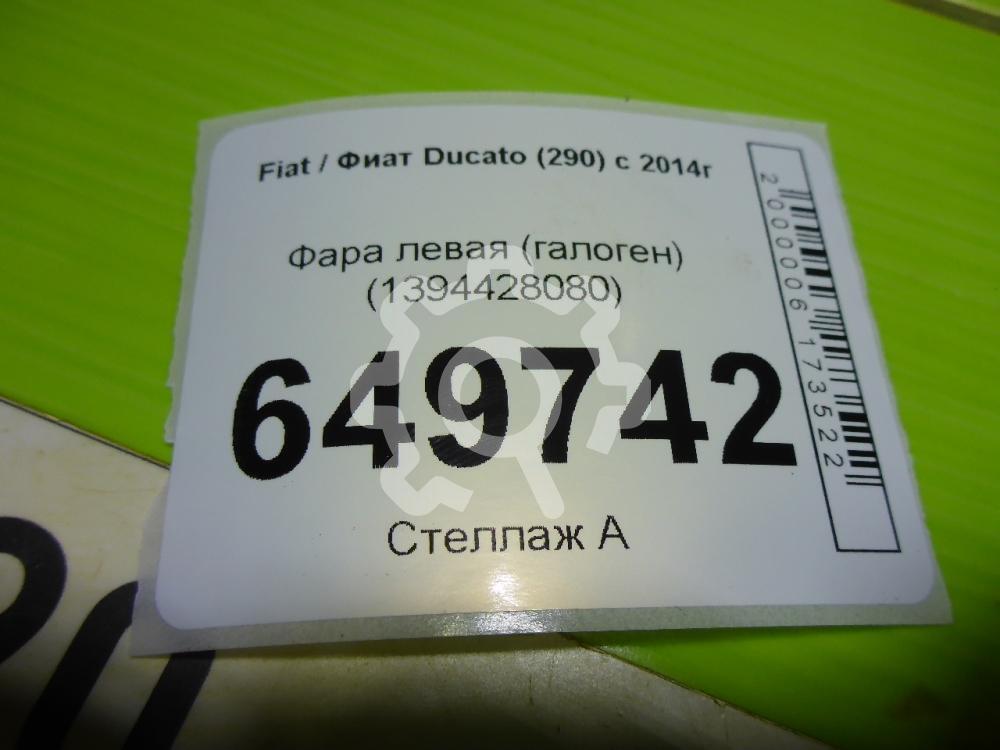 Fiat / Фиат Ducato (290) с 2014г
Фара левая (галоген)
(1394428080)
649742
Стеллаж А
2000006173522